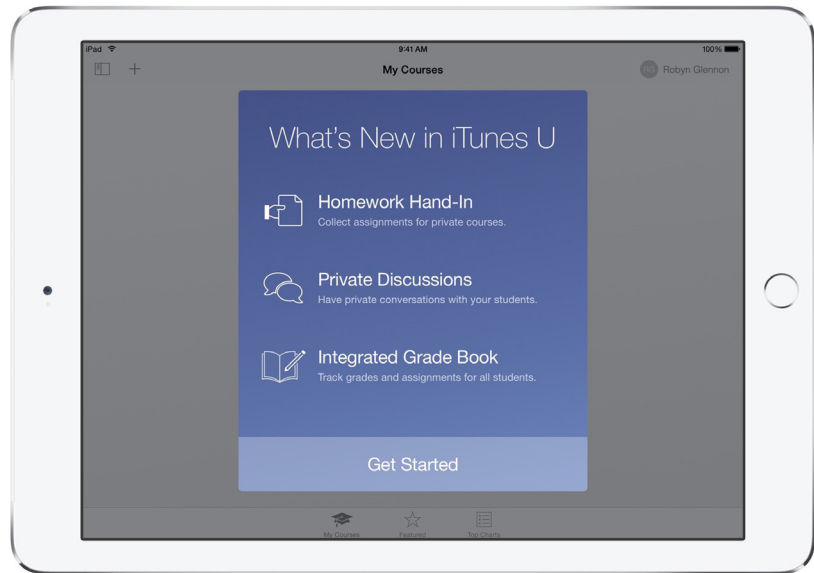 iPad 9:41 AM 100%
My Courses RG Robyn Glennon
What's New in iTunes U
Homework Hand-In
Collect assignments for private courses.
Private Discussions
Have private conversations with your students.
Integrated Grade Book
Track grades and assignments for all students.
Get Started
My Courses Featured Top Charts